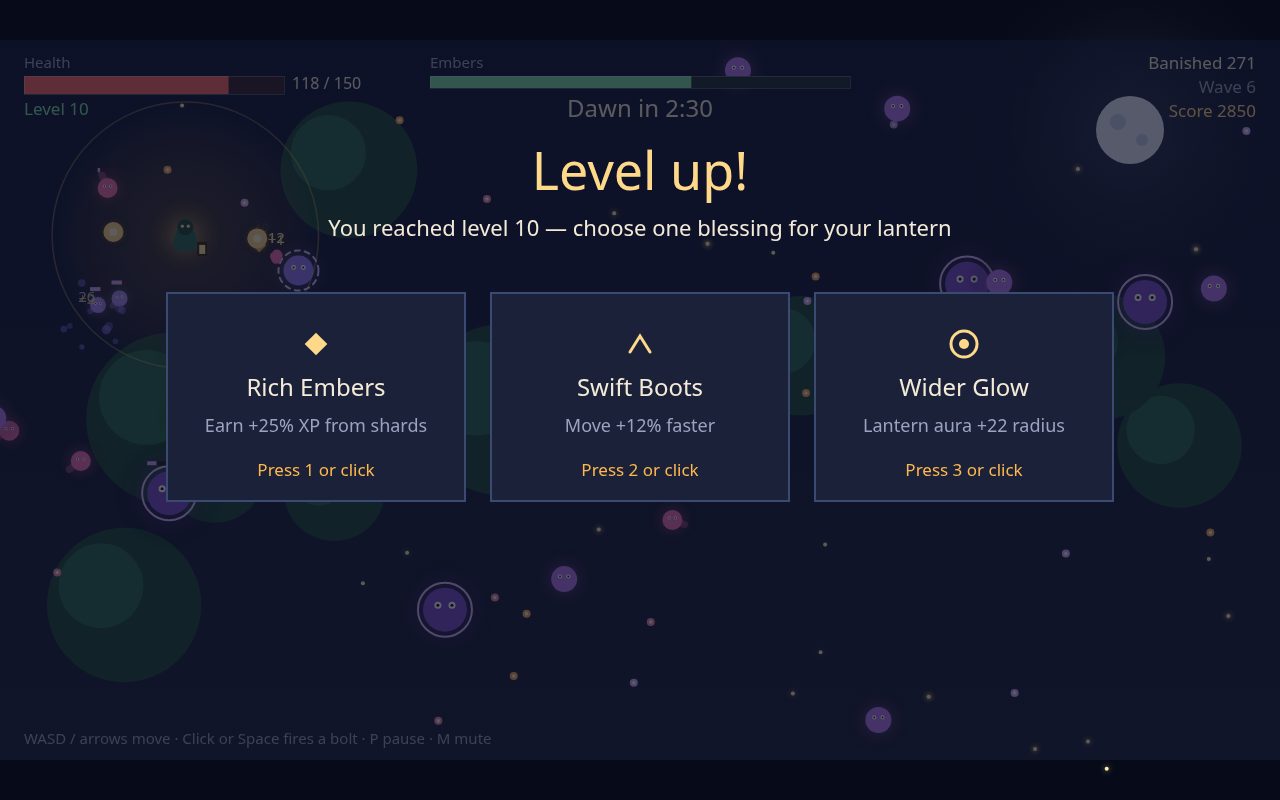 Health
118 / 150
Level 10
Embers
Dawn in 2:30
Banished 271
Wave 6
Score 2850
Level up!
You reached level 10 — choose one blessing for your lantern
Rich Embers
Earn +25% XP from shards
Press 1 or click
Swift Boots
Move +12% faster
Press 2 or click
Wider Glow
Lantern aura +22 radius
Press 3 or click
WASD / arrows move · Click or Space fires a bolt · P pause · M mute